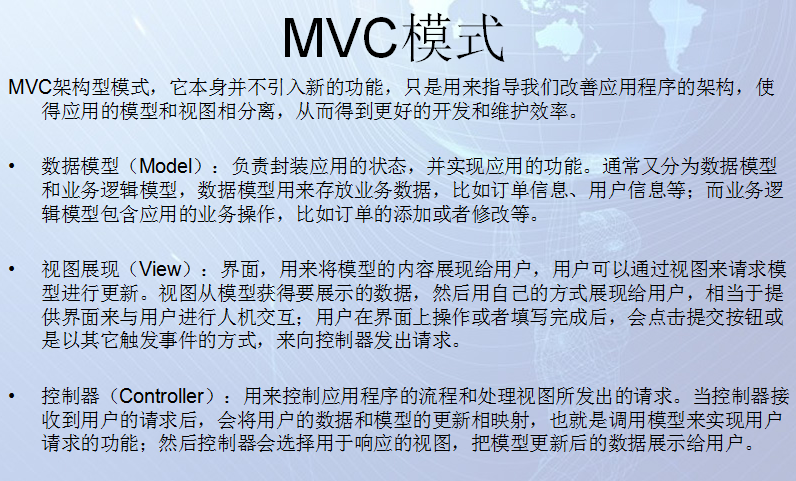 MVC模式
MVC架构型模式，它本身并不引入新的功能，只是用来指导我们改善应用程序的架构，使
得应用的模型和视图相分离，从而得到更好的开发和维护效率。
• 数据模型（Model）：负责封装应用的状态，并实现应用的功能。通常又分为数据模型
和业务逻辑模型，数据模型用来存放业务数据，比如订单信息、用户信息等；而业务逻
辑模型包含应用的业务操作，比如订单的添加或者修改等。
• 视图展现（View）：界面，用来将模型的内容展现给用户，用户可以通过视图来请求模
型进行更新。视图从模型获得要展示的数据，然后用自己的方式展现给用户，相当于提
供界面来与用户进行人机交互；用户在界面上操作或者填写完成后，会点击提交按钮或
是以其它触发事件的方式，来向控制器发出请求。
• 控制器（Controller）：用来控制应用程序的流程和处理视图所发出的请求。当控制器接
收到用户的请求后，会将用户的数据和模型的更新相映射，也就是调用模型来实现用户
请求的功能；然后控制器会选择用于响应的视图，把模型更新后的数据展示给用户。